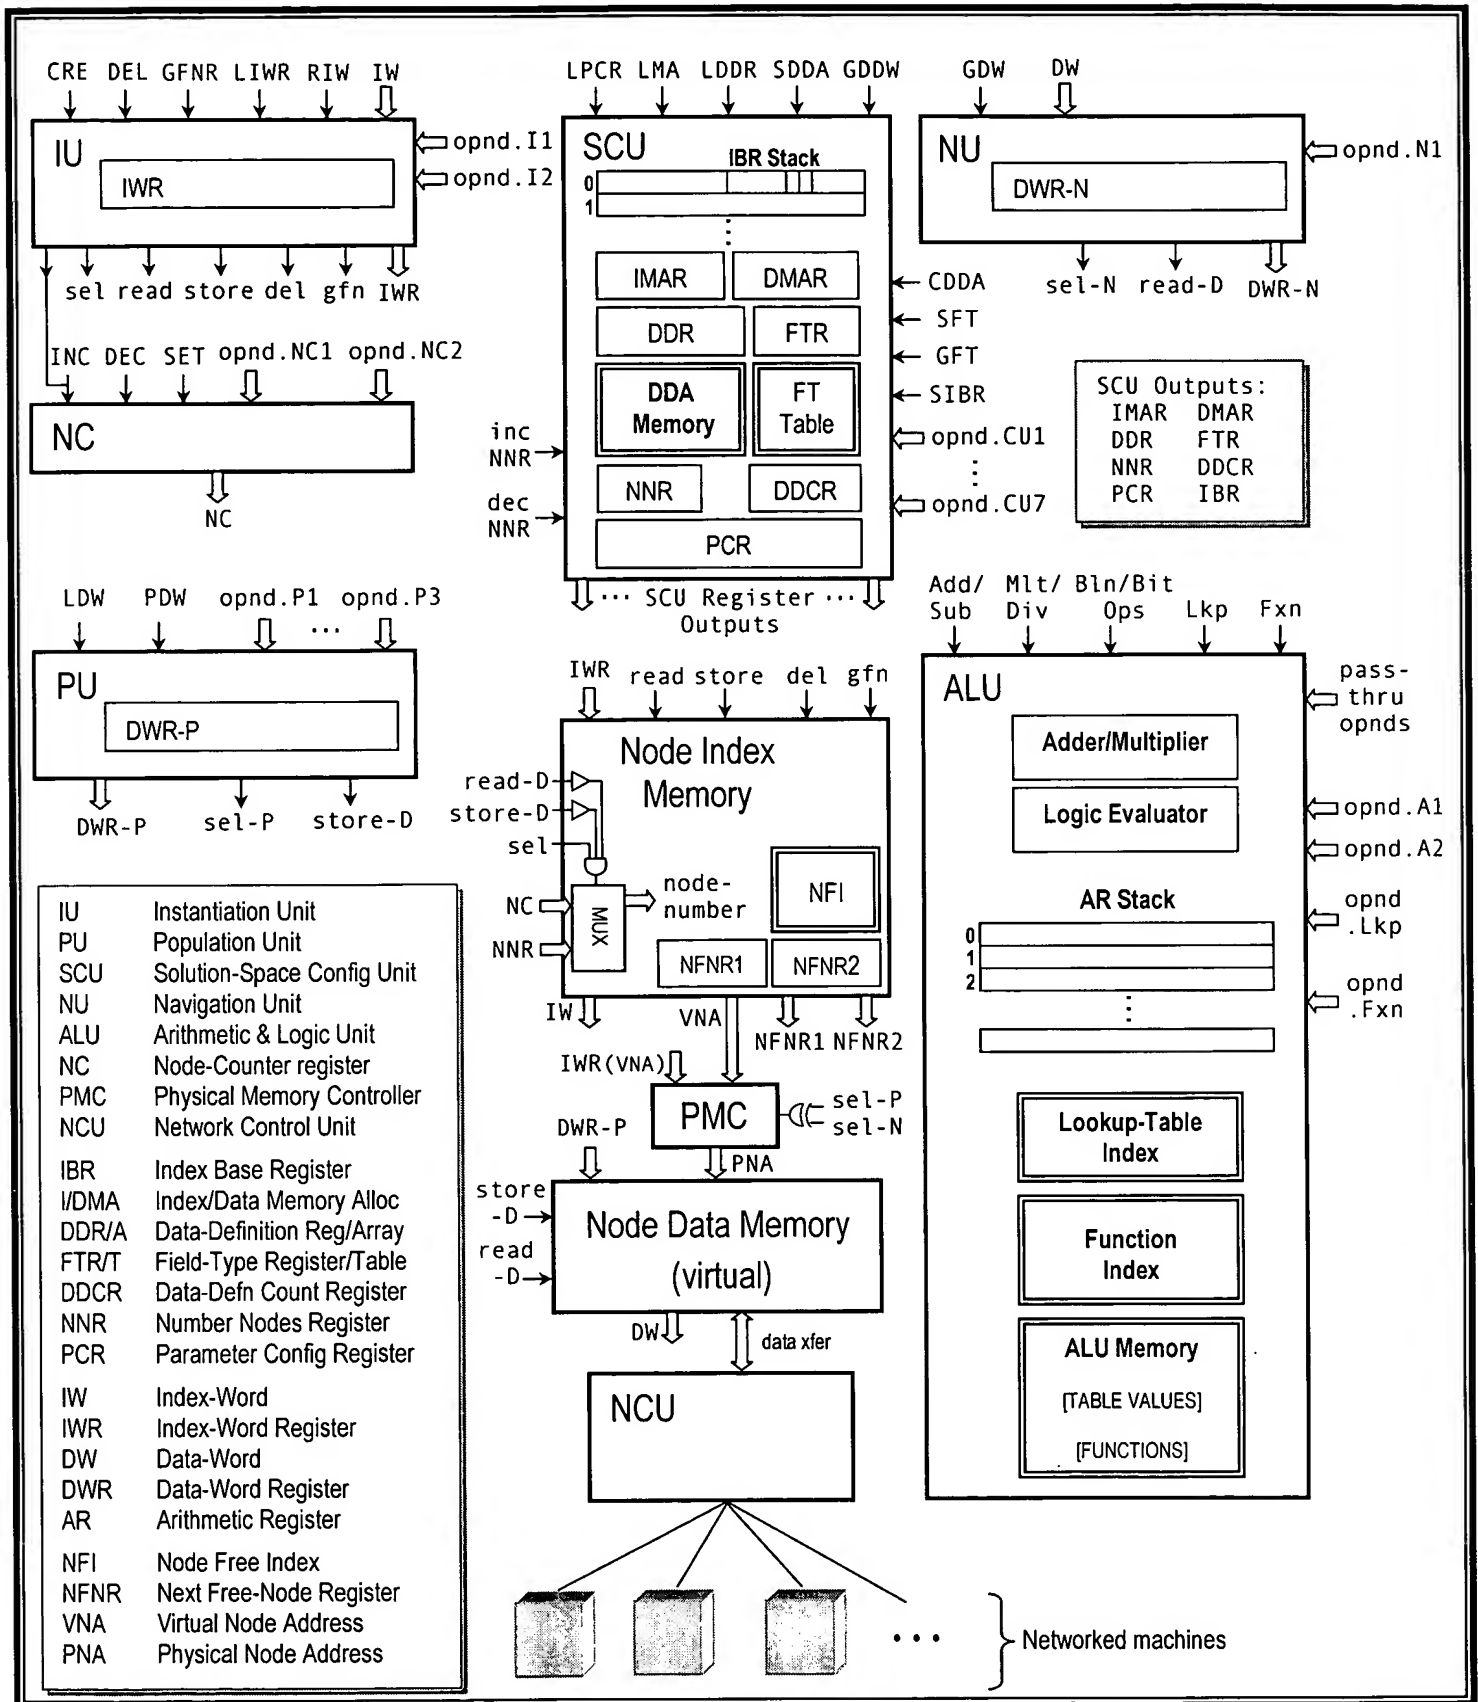 CRE DEL GFNR LIWR RIW IW
IU
IWR
opnd.I1
opnd.I2
sel read store del gfn IWR
INC DEC SET opnd.NC1 opnd.NC2
NC
NC
LDW PDW opnd.P1 ... opnd.P3
PU
DWR-P
DWR-P sel-P store-D
LPCR LMA LDDR SDDA GDDW
SCU
IBR Stack
0
1
⋮
IMAR DMAR
DDR FTR
DDA Memory
FT Table
NNR DDCR
PCR
inc NNR
dec NNR
CDDA
SFT
GFT
SIBR
opnd.CU1
⋮
opnd.CU7
... SCU Register ...
Outputs
GDW DW
NU
DWR-N
opnd.N1
sel-N read-D DWR-N
SCU Outputs:
IMAR DMAR
DDR FTR
NNR DDCR
PCR IBR
IWR read store del gfn
Node Index
Memory
read-D
store-D
sel
NC
NNR
MUX
node-
number
NFI
NFNR1 NFNR2
IW VNA NFNR1 NFNR2
IWR(VNA)
PMC
sel-P
sel-N
DWR-P
PNA
store
-D
read
-D
Node Data Memory
(virtual)
DW
data xfer
NCU
...
Networked machines
Add/ Mlt/ Bln/Bit
Sub Div Ops Lkp Fxn
ALU
pass-
thru
opnds
Adder/Multiplier
Logic Evaluator
opnd.A1
opnd.A2
AR Stack
0
1
2
⋮
opnd
.Lkp
opnd
.Fxn
Lookup-Table
Index
Function
Index
ALU Memory
[TABLE VALUES]
[FUNCTIONS]
IU Instantiation Unit
PU Population Unit
SCU Solution-Space Config Unit
NU Navigation Unit
ALU Arithmetic & Logic Unit
NC Node-Counter register
PMC Physical Memory Controller
NCU Network Control Unit
IBR Index Base Register
I/DMA Index/Data Memory Alloc
DDR/A Data-Definition Reg/Array
FTR/T Field-Type Register/Table
DDCR Data-Defn Count Register
NNR Number Nodes Register
PCR Parameter Config Register
IW Index-Word
IWR Index-Word Register
DW Data-Word
DWR Data-Word Register
AR Arithmetic Register
NFI Node Free Index
NFNR Next Free-Node Register
VNA Virtual Node Address
PNA Physical Node Address